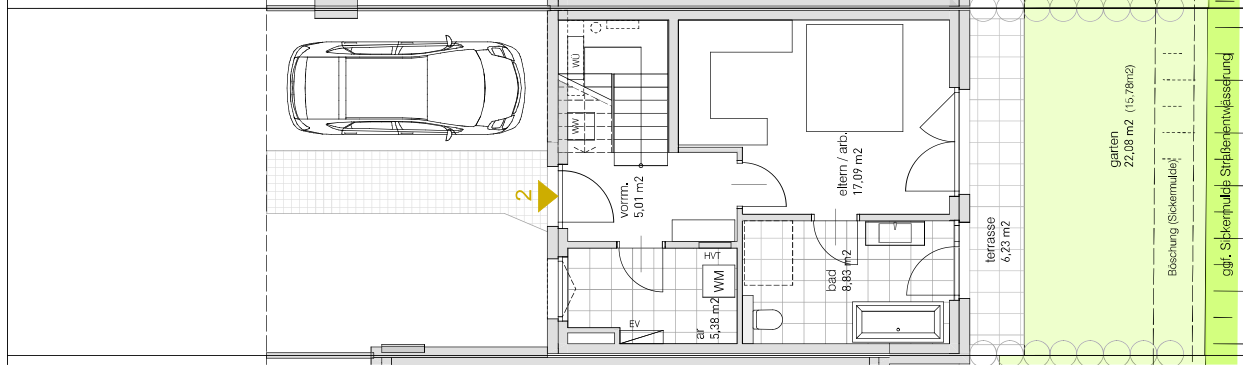 WÜ
WW
2
vorrm.
5,01 m2
eltern / arb.
17,09 m2
HVT
WM
EV
ar
5,38 m2
bad
8,83 m2
terrasse
6,23 m2
garten
22,08 m2 (15,78m2)
Böschung (Sickermulde)
ggf. Sickermulde Straßenentwässerung